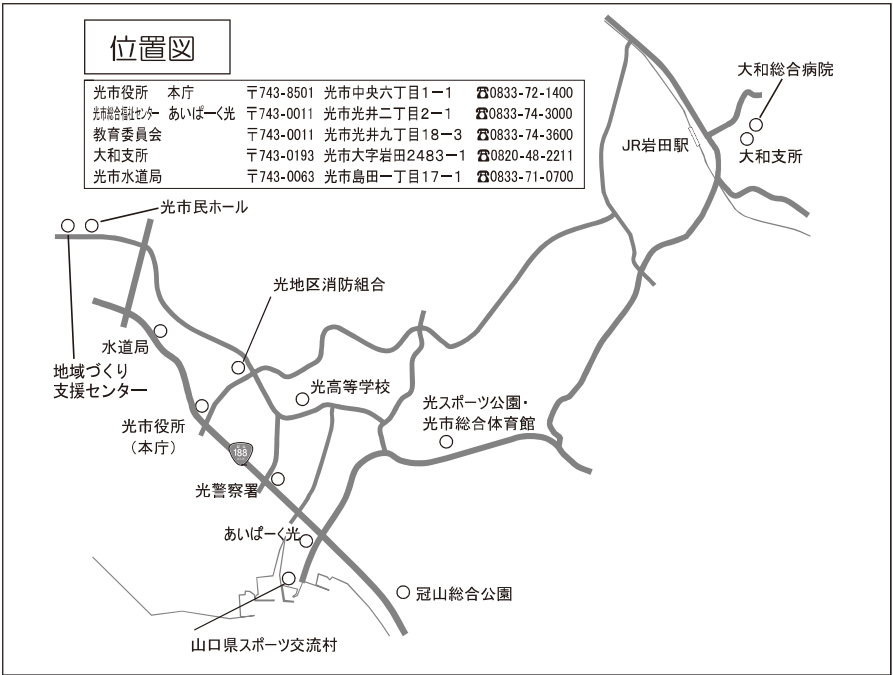 位置図
光市役所 本庁 〒743-8501 光市中央六丁目1-1 ☎0833-72-1400
光市総合福祉センター あいぱーく光 〒743-0011 光市光井二丁目2-1 ☎0833-74-3000
教育委員会 〒743-0011 光市光井九丁目18-3 ☎0833-74-3600
大和支所 〒743-0193 光市大字岩田2483-1 ☎0820-48-2211
光市水道局 〒743-0063 光市島田一丁目17-1 ☎0833-71-0700
大和総合病院
JR岩田駅
大和支所
光市民ホール
光地区消防組合
水道局
地域づくり
支援センター
光高等学校
光スポーツ公園・
光市総合体育館
光市役所
（本庁）
188
光警察署
あいぱーく光
冠山総合公園
山口県スポーツ交流村